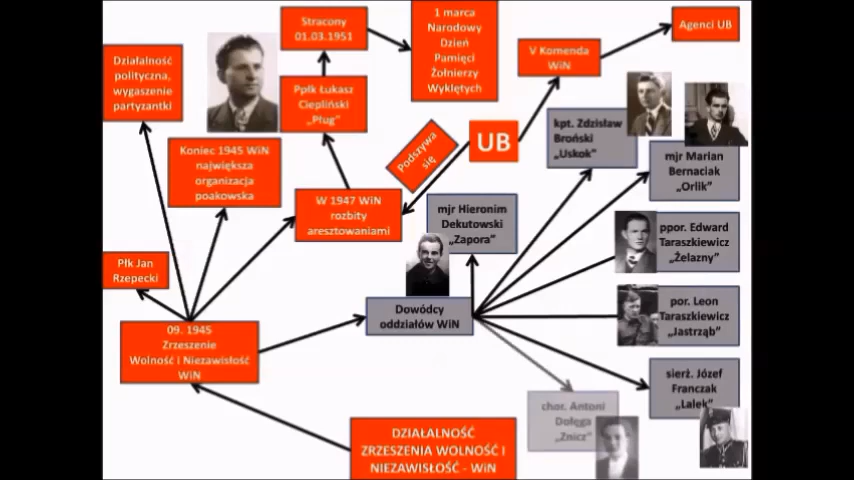 Stracony
01.03.1951
1 marca
Narodowy
Dzień
Pamięci
Żołnierzy
Wyklętych
Agenci UB
V Komenda
WiN
Działalność
polityczna,
wygaszenie
partyzantki
Ppłk Łukasz
Ciepliński
„Pług"
Podszywa
się
UB
kpt. Zdzisław
Broński
„Uskok"
mjr Marian
Bernaciak
„Orlik"
Koniec 1945 WiN
największa
organizacja
poakowska
W 1947 WiN
rozbity
aresztowaniami
mjr Hieronim
Dekutowski
„Zapora"
ppor. Edward
Taraszkiewicz
„Żelazny"
Płk Jan
Rzepecki
por. Leon
Taraszkiewicz
„Jastrząb"
Dowódcy
oddziałów WiN
09. 1945
Zrzeszenie
Wolność i Niezawisłość
WiN
sierż. Józef
Franczak
„Lalek"
chor. Antoni
Dołęga
„Znicz"
DZIAŁALNOŚĆ
ZRZESZENIA WOLNOŚĆ I
NIEZAWISŁOŚĆ - WiN